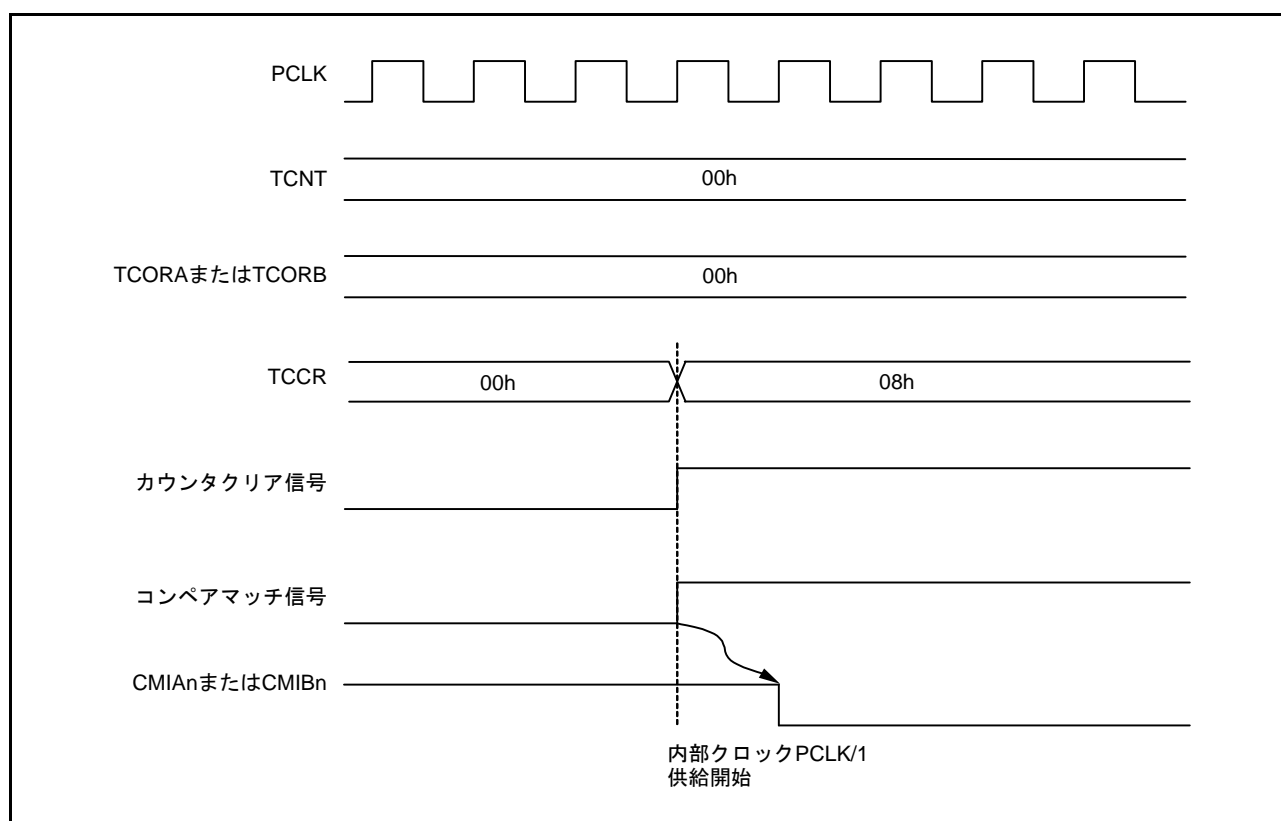 PCLK
TCNT
00h
TCORAまたはTCORB
00h
TCCR
00h
08h
カウンタクリア信号
コンペアマッチ信号
CMIAnまたはCMIBn
内部クロックPCLK/1
供給開始